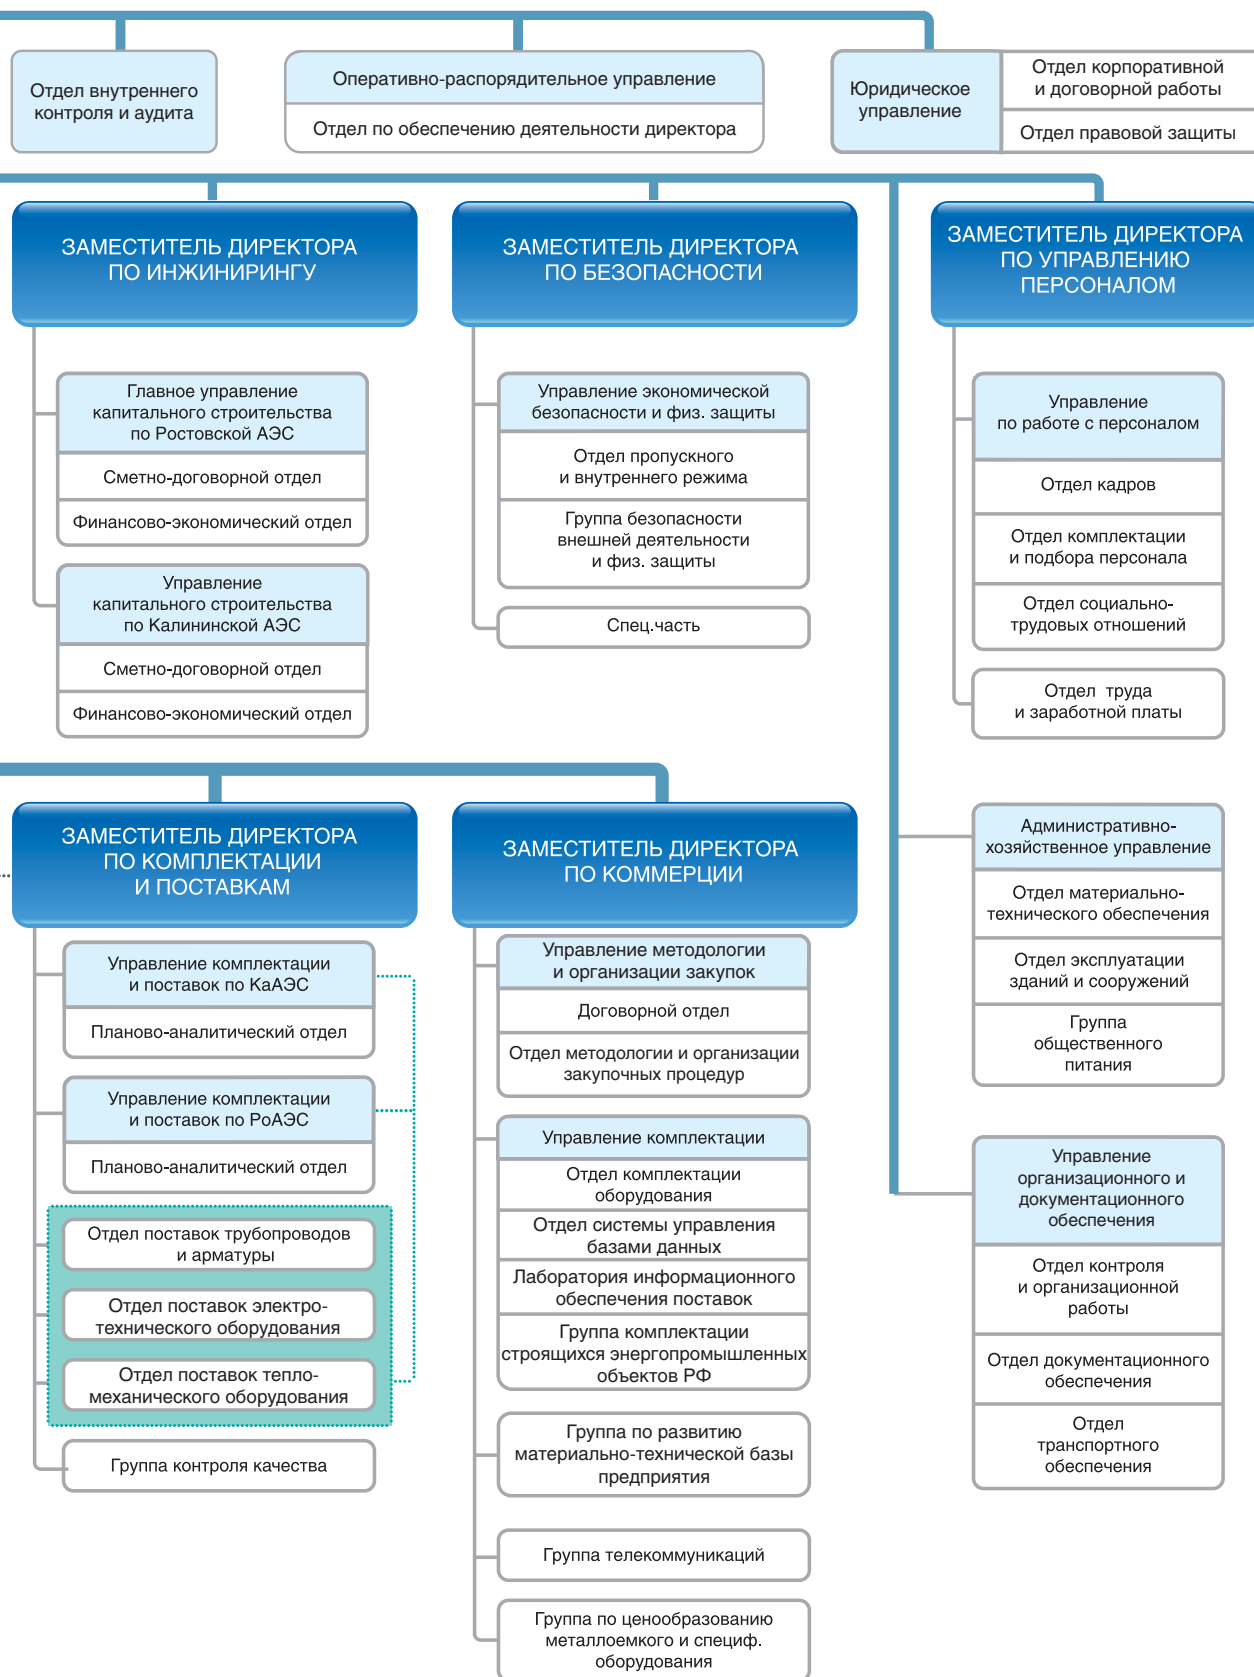 Отдел внутреннего
контроля и аудита
Оперативно-распорядительное управление
Отдел по обеспечению деятельности директора
Юридическое
управление
Отдел корпоративной
и договорной работы
Отдел правовой защиты
ЗАМЕСТИТЕЛЬ ДИРЕКТОРА
ПО ИНЖИНИРИНГУ
Главное управление
капитального строительства
по Ростовской АЭС
Сметно-договорной отдел
Финансово-экономический отдел
Управление
капитального строительства
по Калининской АЭС
Сметно-договорной отдел
Финансово-экономический отдел
ЗАМЕСТИТЕЛЬ ДИРЕКТОРА
ПО БЕЗОПАСНОСТИ
Управление экономической
безопасности и физ. защиты
Отдел пропускного
и внутреннего режима
Группа безопасности
внешней деятельности
и физ. защиты
Спец.часть
ЗАМЕСТИТЕЛЬ ДИРЕКТОРА
ПО УПРАВЛЕНИЮ
ПЕРСОНАЛОМ
Управление
по работе с персоналом
Отдел кадров
Отдел комплектации
и подбора персонала
Отдел социально-
трудовых отношений
Отдел труда
и заработной платы
ЗАМЕСТИТЕЛЬ ДИРЕКТОРА
ПО КОМПЛЕКТАЦИИ
И ПОСТАВКАМ
Управление комплектации
и поставок по КаАЭС
Планово-аналитический отдел
Управление комплектации
и поставок по РоАЭС
Планово-аналитический отдел
Отдел поставок трубопроводов
и арматуры
Отдел поставок электро-
технического оборудования
Отдел поставок тепло-
механического оборудования
Группа контроля качества
ЗАМЕСТИТЕЛЬ ДИРЕКТОРА
ПО КОММЕРЦИИ
Управление методологии
и организации закупок
Договорной отдел
Отдел методологии и организации
закупочных процедур
Управление комплектации
Отдел комплектации
оборудования
Отдел системы управления
базами данных
Лаборатория информационного
обеспечения поставок
Группа комплектации
строящихся энергопромышленных
объектов РФ
Группа по развитию
материально-технической базы
предприятия
Группа телекоммуникаций
Группа по ценообразованию
металлоемкого и специф.
оборудования
Административно-
хозяйственное управление
Отдел материально-
технического обеспечения
Отдел эксплуатации
зданий и сооружений
Группа
общественного
питания
Управление
организационного и
документационного
обеспечения
Отдел контроля
и организационной
работы
Отдел документационного
обеспечения
Отдел
транспортного
обеспечения